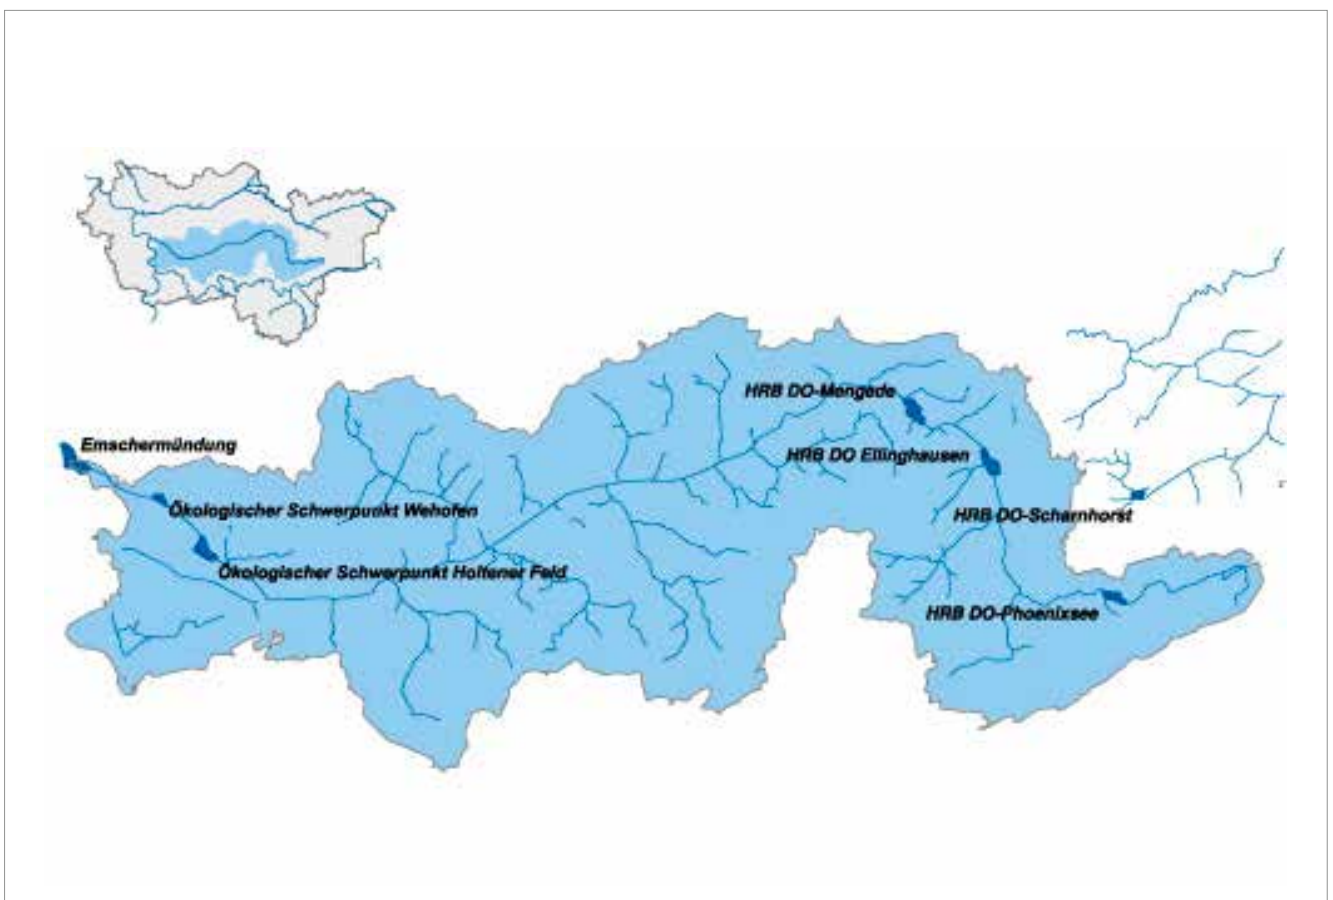 HRB DO-Mengede
Emschermündung
HRB DO Ellinghausen
Ökologischer Schwerpunkt Wehofen
HRB DO-Scharnhorst
Ökologischer Schwerpunkt Holtener Feld
HRB DO-Phoenixsee